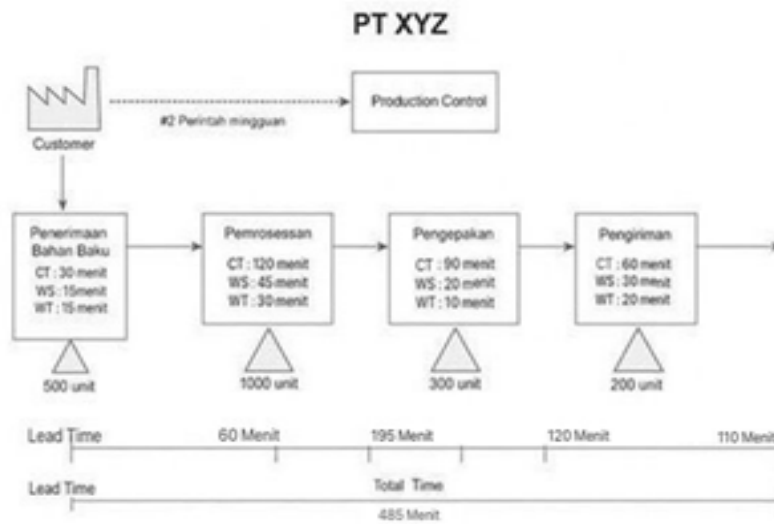 PT XYZ
Production Control
#2 Perintah mingguan
Customer
Penerimaan
Bahan Baku
CT : 30 menit
WS : 15menit
WT : 15 menit
Pemrosessan
CT : 120 menit
WS : 45 menit
WT : 30 menit
Pengepakan
CT : 90 menit
WS : 20 menit
WT : 10 menit
Pengiriman
CT : 60 menit
WS : 30 menit
WT : 20 menit
500 unit
1000 unit
300 unit
200 unit
Lead Time 60 Menit 195 Menit 120 Menit 110 Menit
Lead Time Total Time
485 Menit